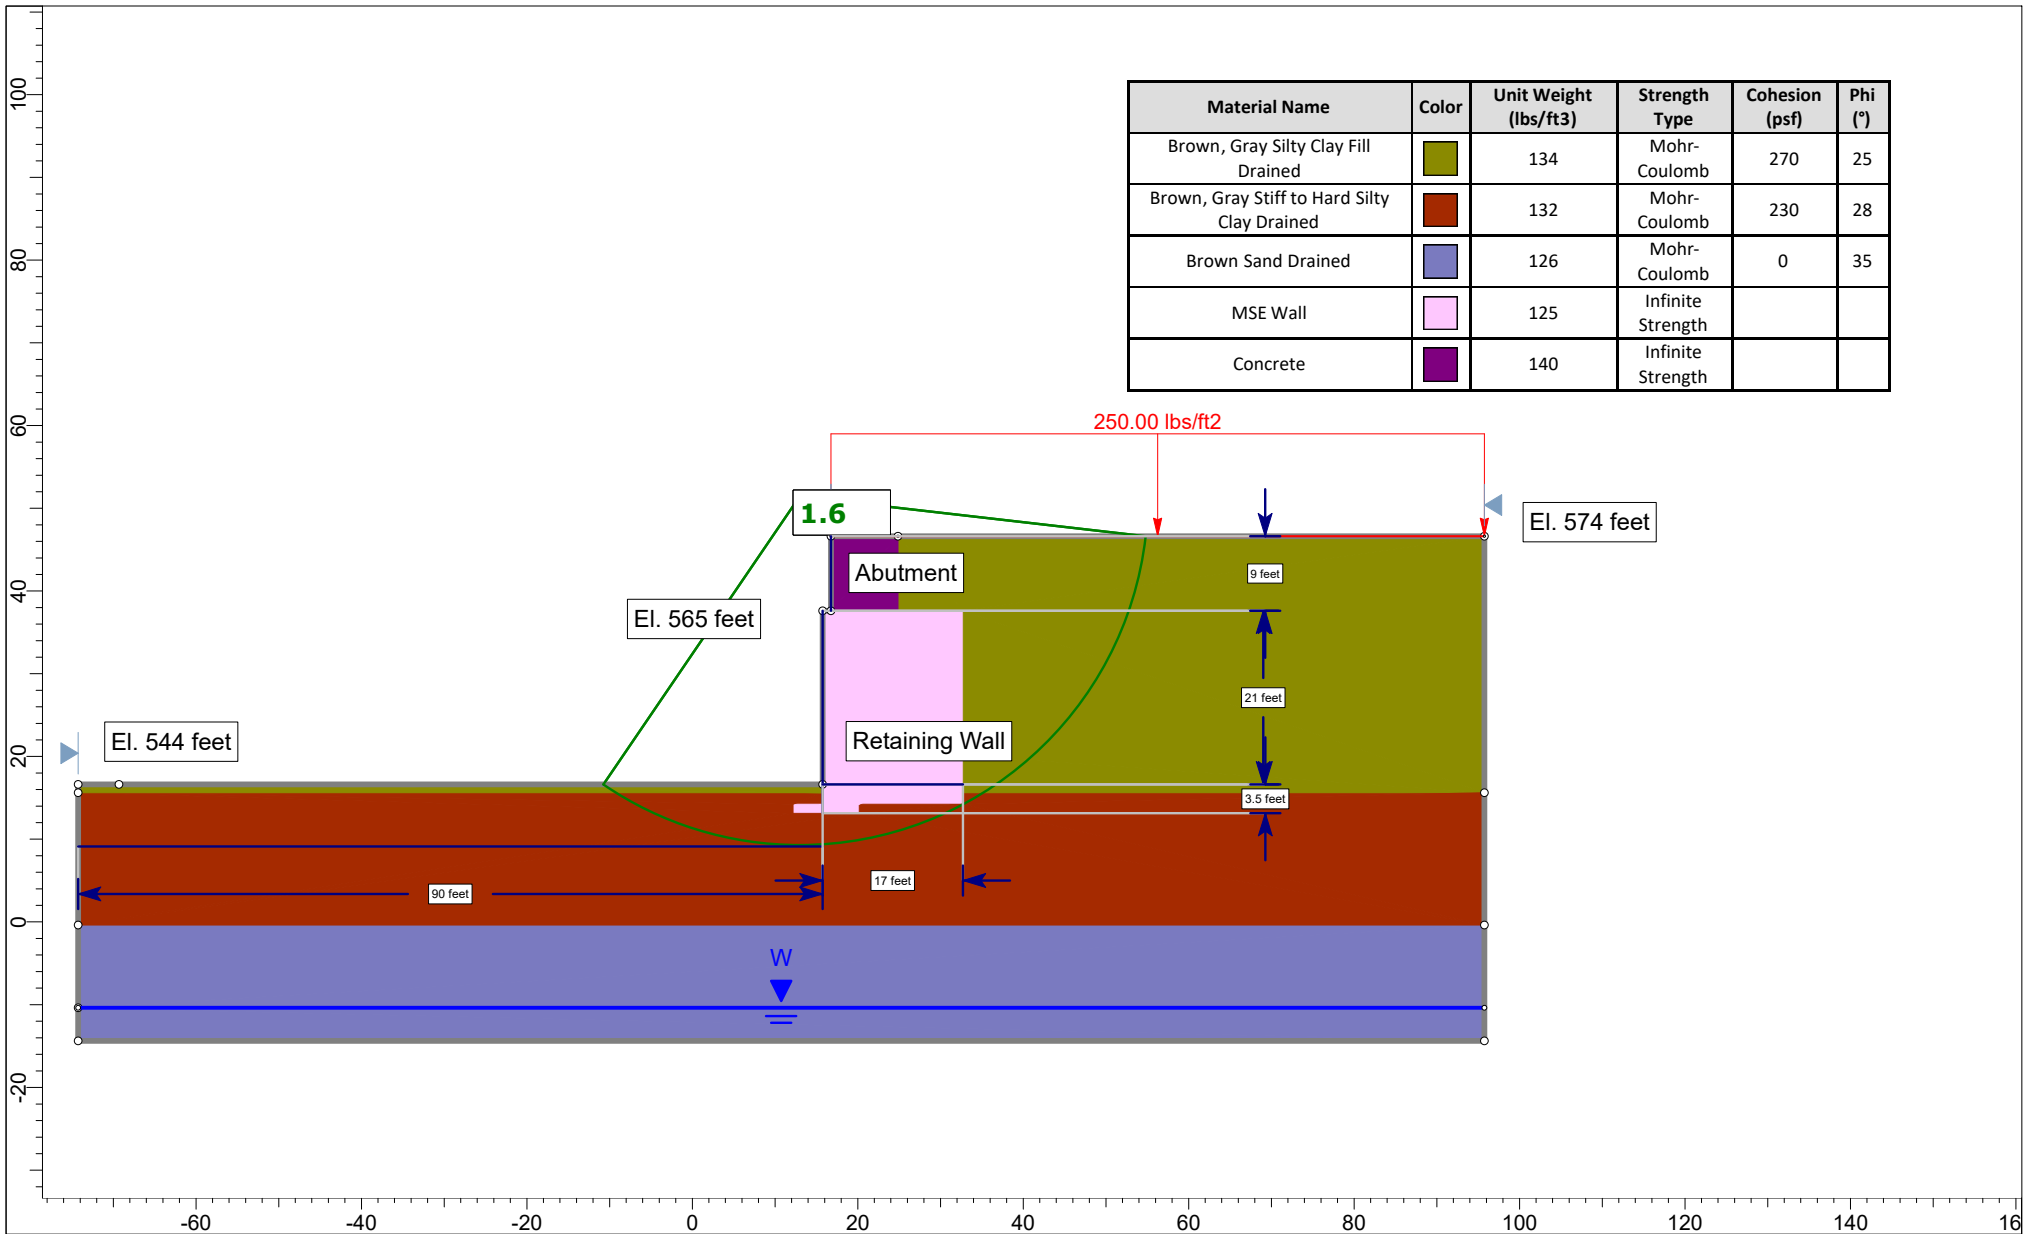 Material Name Color Unit Weight (lbs/ft3) Strength Type Cohesion (psf) Phi (°)
Brown, Gray Silty Clay Fill Drained 134 Mohr-Coulomb 270 25
Brown, Gray Stiff to Hard Silty Clay Drained 132 Mohr-Coulomb 230 28
Brown Sand Drained 126 Mohr-Coulomb 0 35
MSE Wall 125 Infinite Strength
Concrete 140 Infinite Strength
250.00 lbs/ft2
1.6
El. 574 feet
Abutment
9 feet
El. 565 feet
21 feet
El. 544 feet
Retaining Wall
3.5 feet
17 feet
90 feet
W
100
80
60
40
20
0
-20
-60 -40 -20 0 20 40 60 80 100 120 140 16